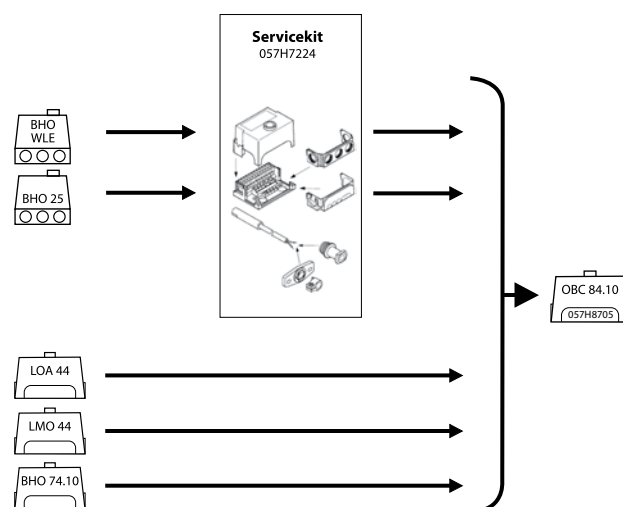 Servicekit
057H7224
BHO
WLE
BHO 25
OBC 84.10
057H8705
LOA 44
LMO 44
BHO 74.10